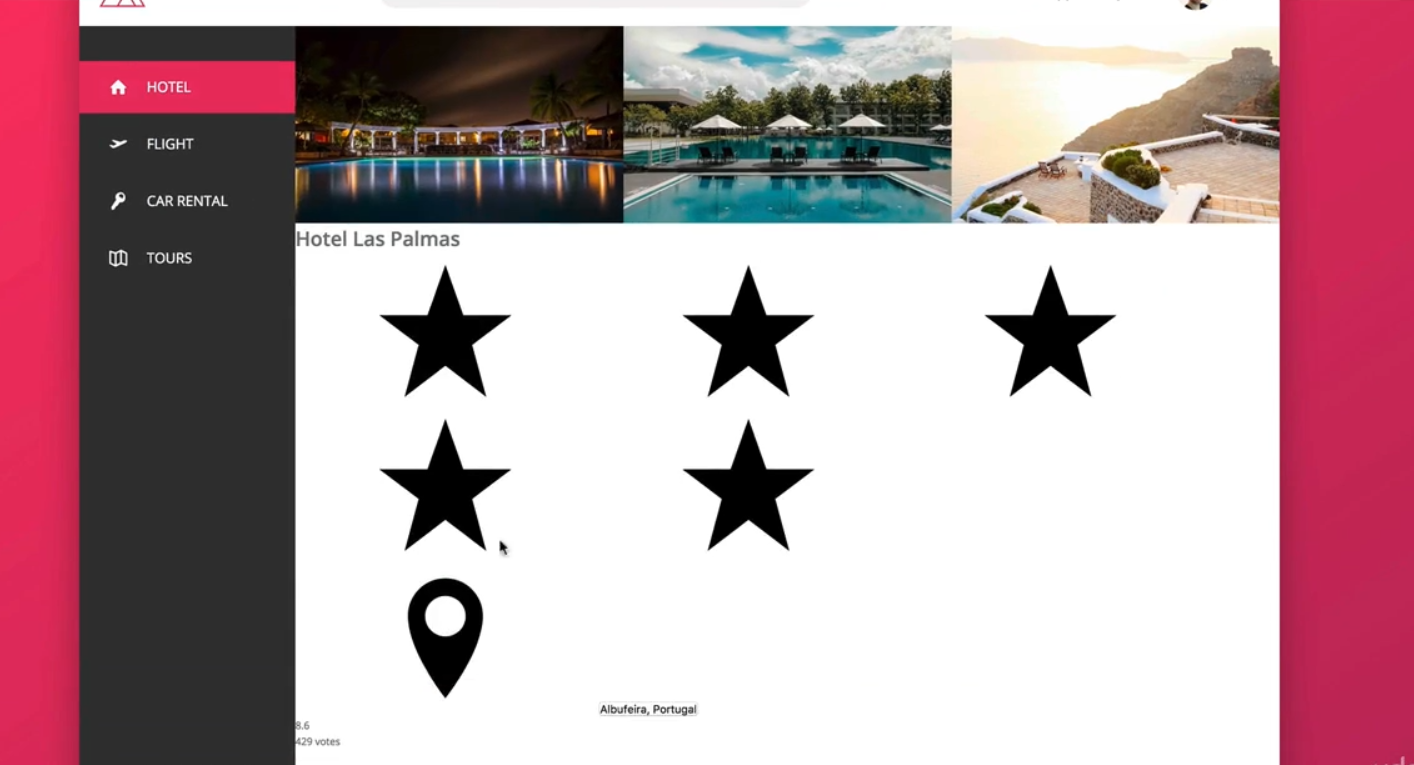 HOTEL
FLIGHT
CAR RENTAL
TOURS
Hotel Las Palmas
Albufeira, Portugal
8.6
429 votes